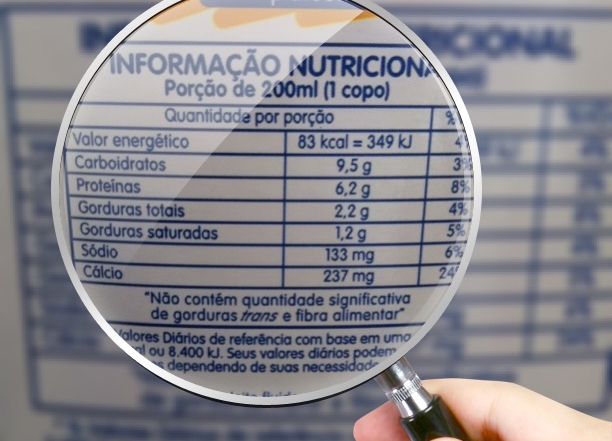 INFORMAÇÃO NUTRICIONA
Porção de 200ml (1 copo)
Quantidade por porção %
Valor energético 83 kcal = 349 kJ 4
Carboidratos 9,5 g 3%
Proteínas 6,2 g 8%
Gorduras totais 2,2 g 4%
Gorduras saturadas 1,2 g 5%
Sódio 133 mg 6%
Cálcio 237 mg 24
"Não contém quantidade significativa
de gorduras trans e fibra alimentar"
Valores Diários de referência com base em uma
ou 8.400 kJ. Seus valores diários podem
dependendo de suas necessidade